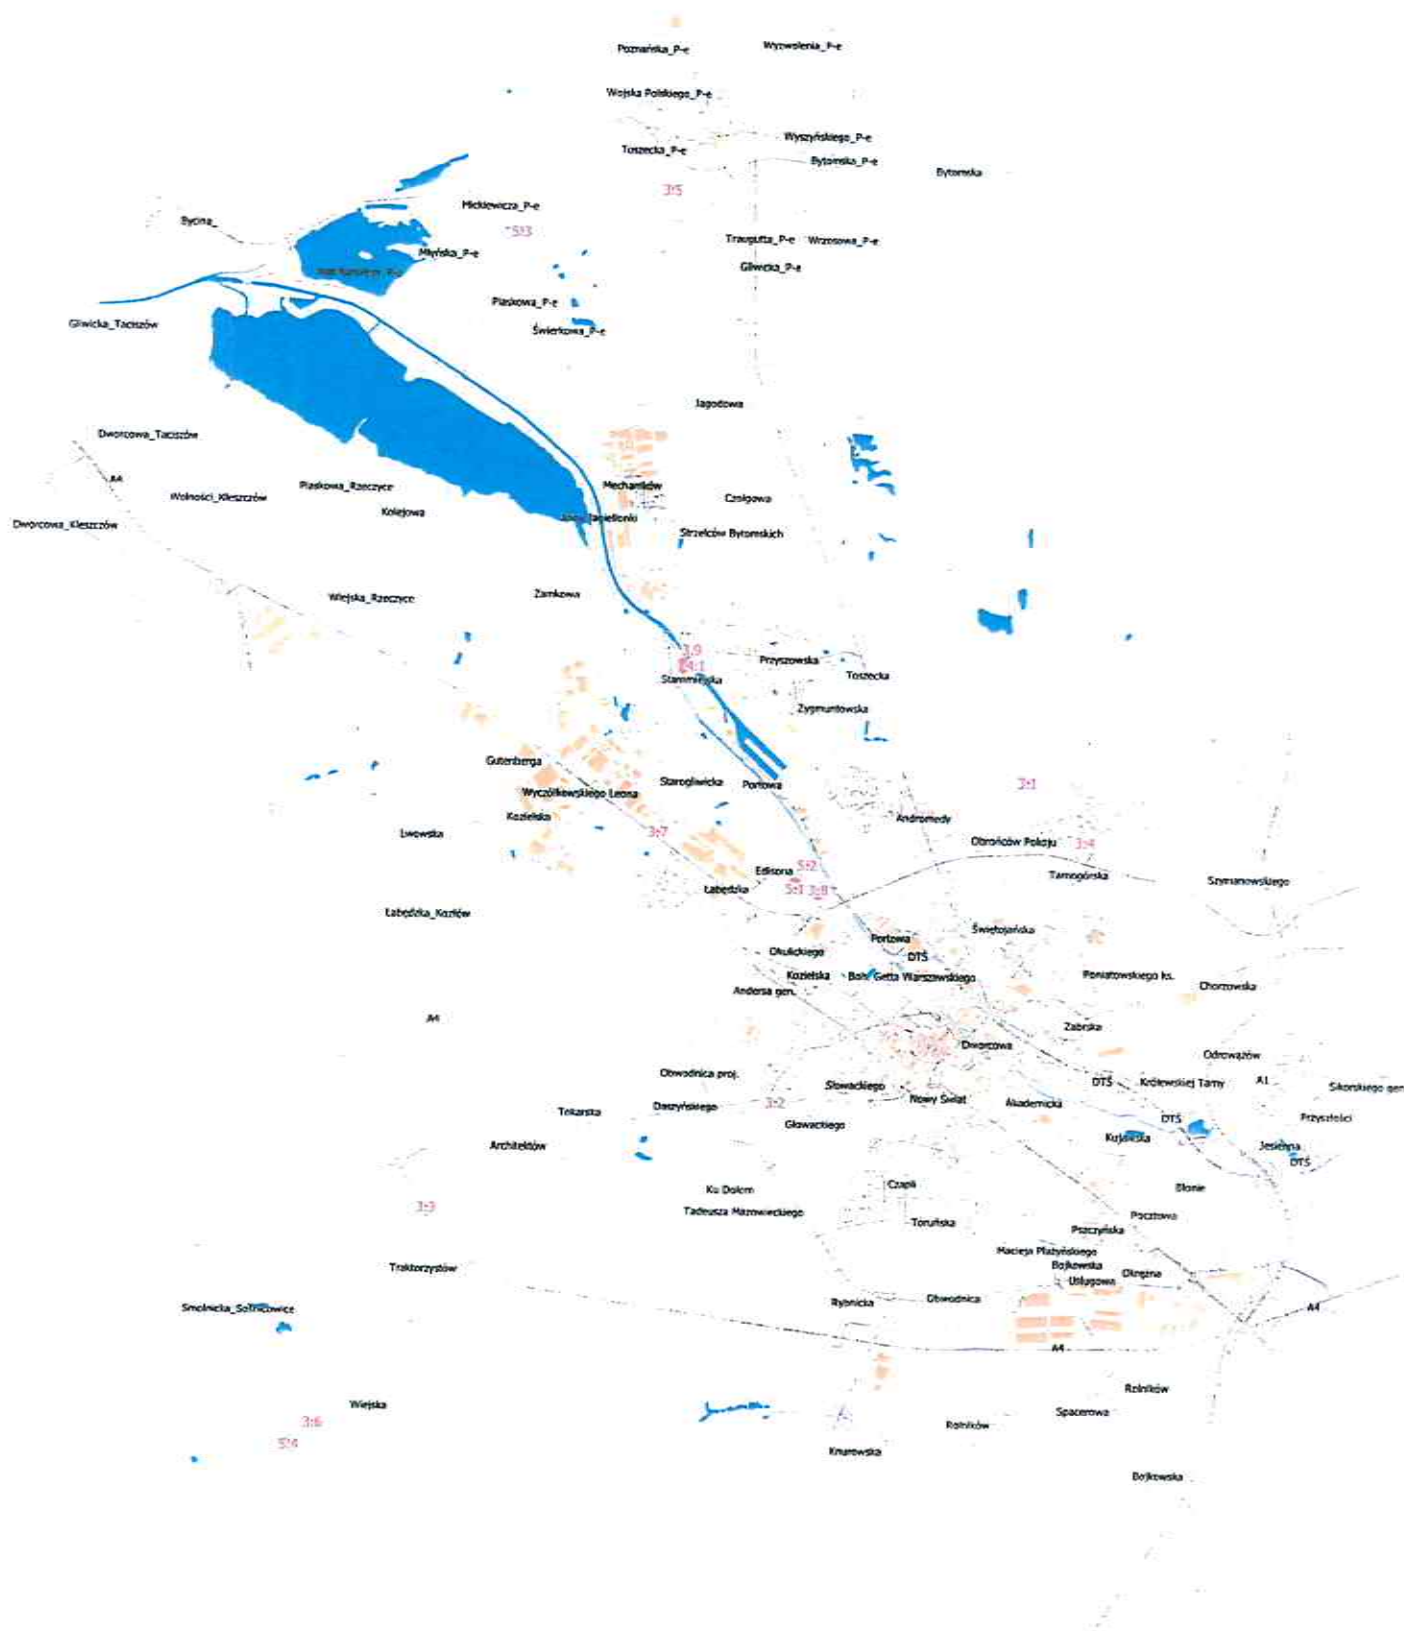 Poznańska_P-e
Wyzwolenia_P-e
Wojska Polskiego_P-e
Wyszyńskiego_P-e
Toszecka_P-e
Bytomska_P-e
Bytomska
3:5
Mickiewicza_P-e
Bycina_
5:3
Młyńska_P-e
Traugutta_P-e
Wrzosowa_P-e
Gliwicka_P-e
Piaskowa_P-e
Gliwicka_Taciszów
Świerkowa_P-e
Jagodowa
Dworcowa_Taciszów
A4
Piaskowa_Rzeczyce
Mechaników
Wolności_Kleszczów
Czołgowa
Kolejowa
Dworcowa_Kleszczów
Strzelców Bytomskich
Zamkowa
Wiejska_Rzeczyce
3.9
Przyszowska
4:1
Toszecka
Staromiejska
Zygmuntowska
Gutenberga
Starogliwicka
Portowa
3:1
Wyczółkowskiego Leona
Kozielska
Andromedy
Lwowska
3:7
Obrońców Pokoju
3:4
5:2
Edisona
Tarnogórska
Szymanowskiego
Łabędzka
5:1
3:8
Łabędzka_Kozłów
Świętojańska
Portowa
Okulickiego
DTŚ
Kozielska
Boh. Getta Warszawskiego
Poniatowskiego ks.
Chorzowska
Andersa gen.
A4
Zabrska
Dworcowa
Odrowążów
Obwodnica proj.
DTŚ
Królewskiej Tamy
A1
Sikorskiego gen
Słowackiego
Nowy Świat
Akademicka
3:2
Daszyńskiego
Tokarska
DTŚ
Przyszłości
Głowackiego
Kujawska
Architektów
Jesienna
DTŚ
Ku Dołom
Czapli
Błonie
3:3
Tadeusza Mazowieckiego
Toruńska
Pocztowa
Pszczyńska
Macieja Płażyńskiego
Bojkowska
Traktorzystów
Okrężna
Usługowa
Rybnicka
Obwodnica
A4
Smolnicka_Sośnicowice
A4
Rolników
Wiejska
Spacerowa
3:6
Rolników
5:4
Knurowska
Bojkowska